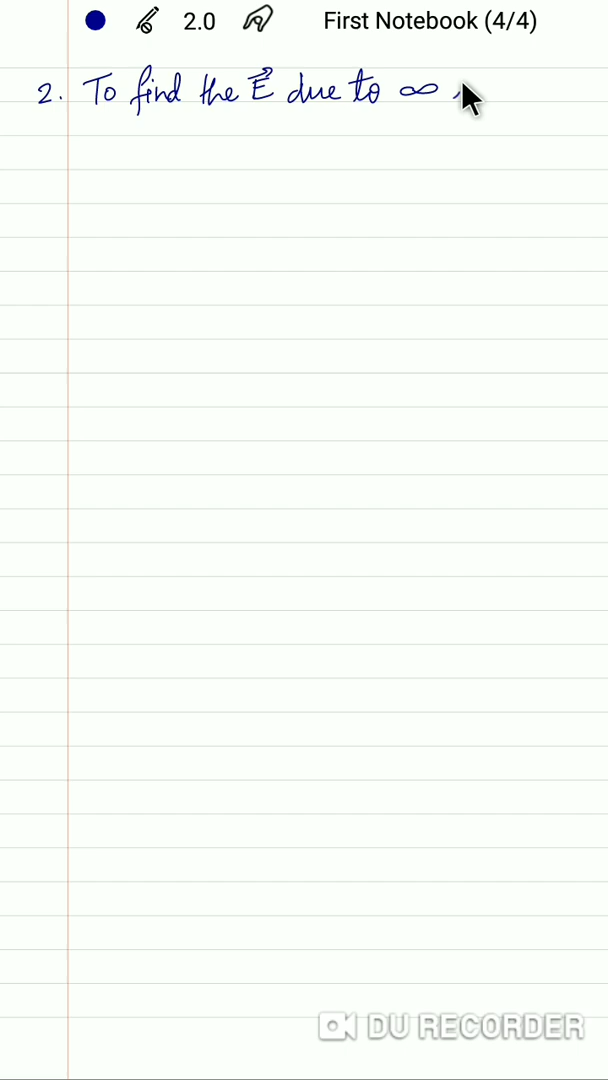 2.0 First Notebook (4/4)
2. To find the E⃗ due to ∞
DU RECORDER